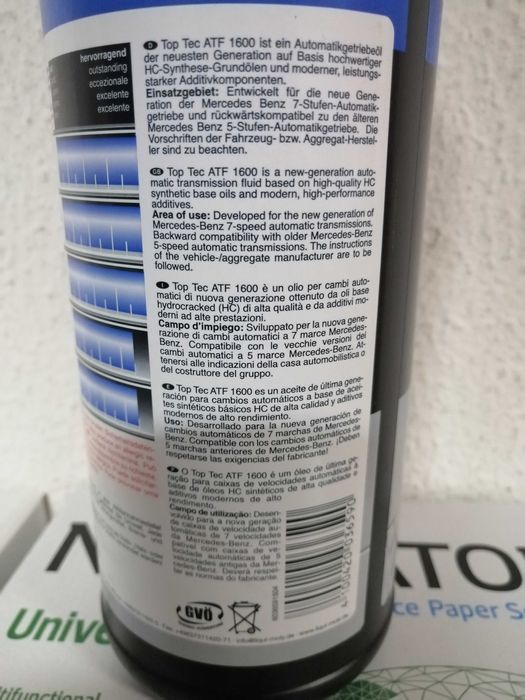 hervorragend
outstanding
eccezionale
excelente
excelente
D Top Tec ATF 1600 ist ein Automatikgetriebeöl
der neuesten Generation auf Basis hochwertiger
HC-Synthese-Grundölen und moderner, leistungs-
starker Additivkomponenten.
Einsatzgebiet: Entwickelt für die neue Gene-
ration der Mercedes Benz 7-Stufen-Automatik-
getriebe und rückwärtskompatibel zu den älteren
Mercedes Benz 5-Stufen-Automatikgetriebe. Die
Vorschriften der Fahrzeug- bzw. Aggregat-Herstel-
ler sind zu beachten.
GB Top Tec ATF 1600 is a new-generation auto-
matic transmission fluid based on high-quality HC
synthetic base oils and modern, high-performance
additives.
Area of use: Developed for the new generation of
Mercedes-Benz 7-speed automatic transmissions.
Backward compatibility with older Mercedes-Benz
5-speed automatic transmissions. The instructions
of the vehicle-/aggregate manufacturer are to be
followed.
I Top Tec ATF 1600 è un olio per cambi auto-
matici di nuova generazione ottenuto da oli base
hydrocracked (HC) di alta qualità e da additivi mo-
derni ad alte prestazioni.
Campo d'impiego: Sviluppato per la nuova gene-
razione di cambi automatici a 7 marce Mercedes-
Benz. Compatibile con le vecchie versioni dei
cambi automatici a 5 marce Mercedes-Benz. At-
tenersi alle indicazioni della casa automobilistica o
del costruttore del gruppo.
E Top Tec ATF 1600 es un aceite de última gene-
ración para cambios automáticos a base de acei-
tes sintéticos básicos HC de alta calidad y aditivos
modernos de alto rendimiento.
Uso: Desarrollado para la nueva generación de
cambios automáticos de 7 marchas de Mercedes-
Benz. Compatible con los cambios automáticos de
5 marchas anteriores de Mercedes-Benz. ¡Deben
respetarse las exigencias del fabricante!
P O Top Tec ATF 1600 é um óleo de última ge-
ração para caixas de velocidades automáticas à
base de óleos HC sintéticos de alta qualidade e
aditivos modernos de alto
rendimento.
Campo de utilização: Desen-
volvido para a nova geração
de caixas de velocidade au-
tomáticas de 7 velocidades
da Mercedes-Benz. Com-
patível com caixas de ve-
locidade automáticas de 5
velocidades antigas da Mer-
cedes-Benz. Deverá respei-
tar as normas do fabricante.
4 100420 036590
GVÖ
Unive
ce Paper S
Multifunctional